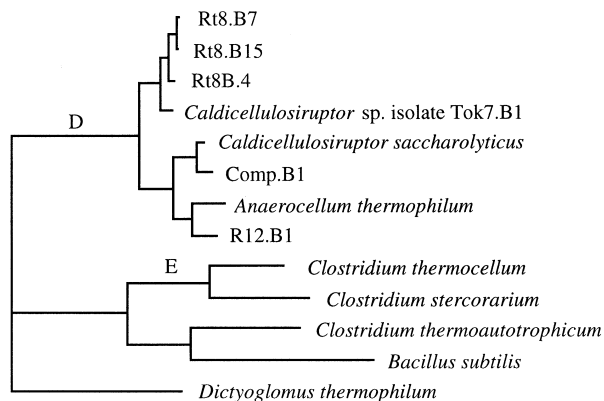 Rt8.B7
Rt8.B15
Rt8B.4
Caldicellulosiruptor sp. isolate Tok7.B1
D
Caldicellulosiruptor saccharolyticus
Comp.B1
Anaerocellum thermophilum
R12.B1
E
Clostridium thermocellum
Clostridium stercorarium
Clostridium thermoautotrophicum
Bacillus subtilis
Dictyoglomus thermophilum